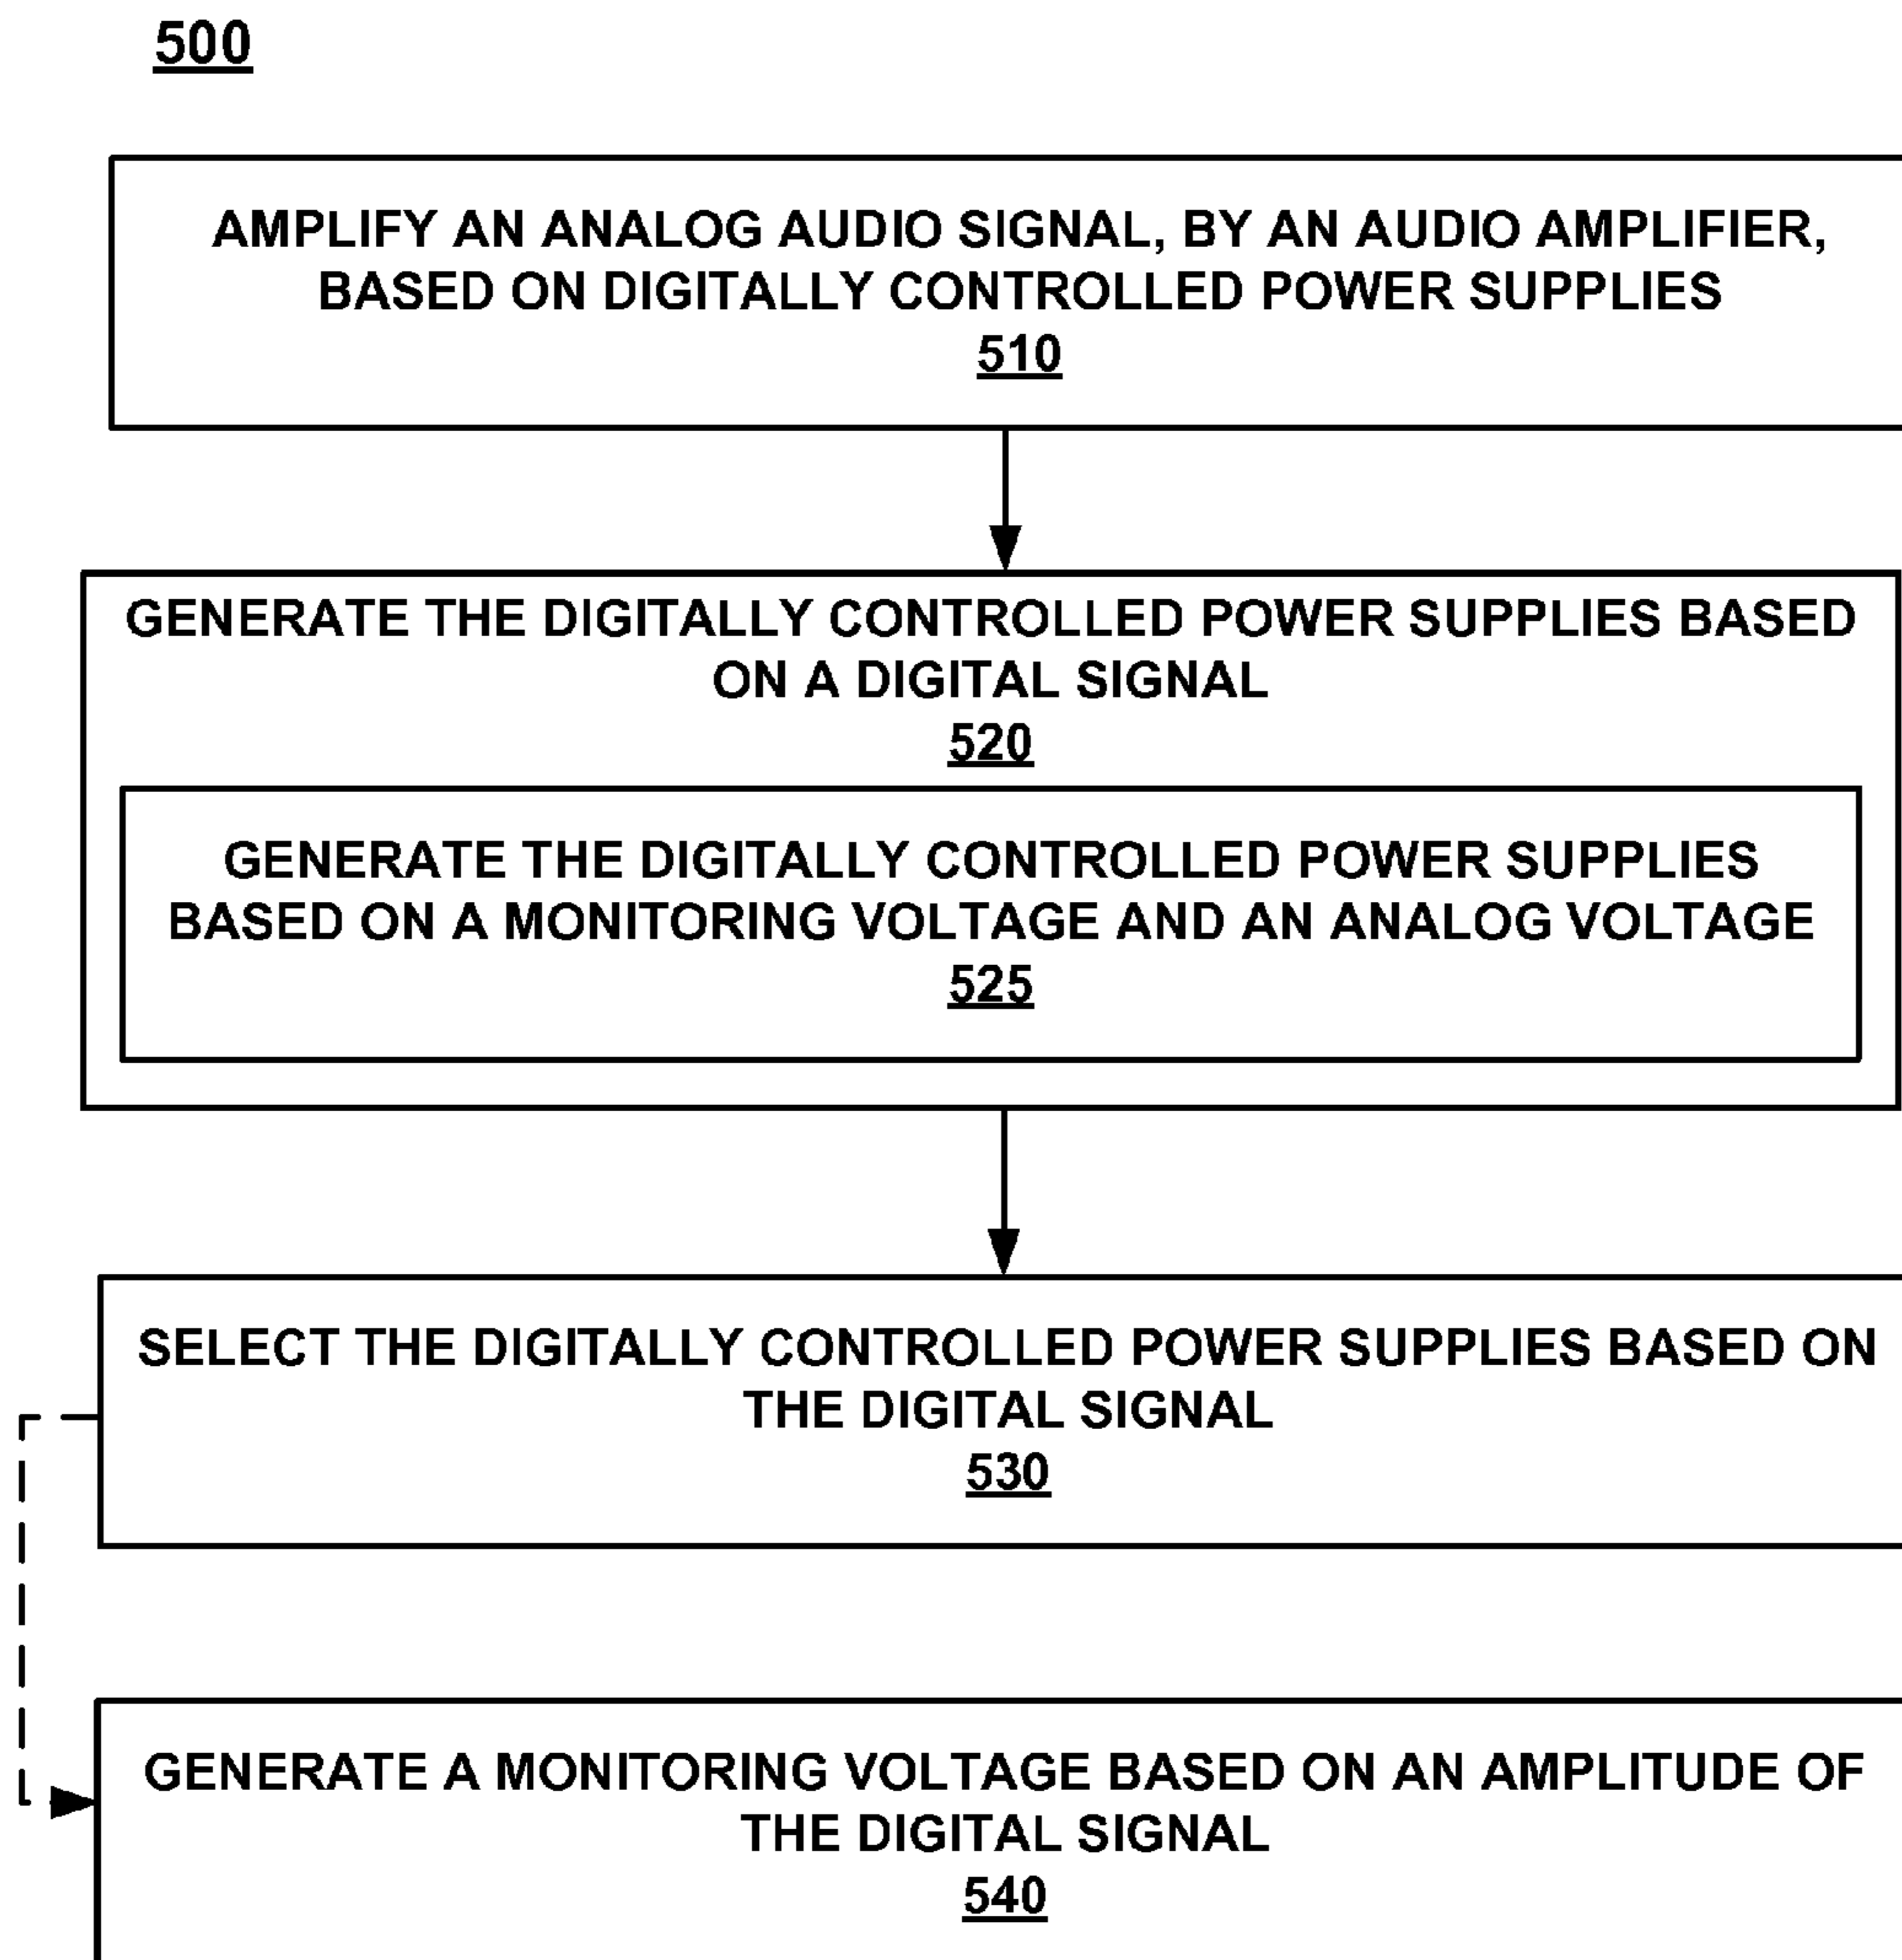 500
AMPLIFY AN ANALOG AUDIO SIGNAL, BY AN AUDIO AMPLIFIER,
BASED ON DIGITALLY CONTROLLED POWER SUPPLIES
510
GENERATE THE DIGITALLY CONTROLLED POWER SUPPLIES BASED
ON A DIGITAL SIGNAL
520
GENERATE THE DIGITALLY CONTROLLED POWER SUPPLIES
BASED ON A MONITORING VOLTAGE AND AN ANALOG VOLTAGE
525
SELECT THE DIGITALLY CONTROLLED POWER SUPPLIES BASED ON
THE DIGITAL SIGNAL
530
GENERATE A MONITORING VOLTAGE BASED ON AN AMPLITUDE OF
THE DIGITAL SIGNAL
540